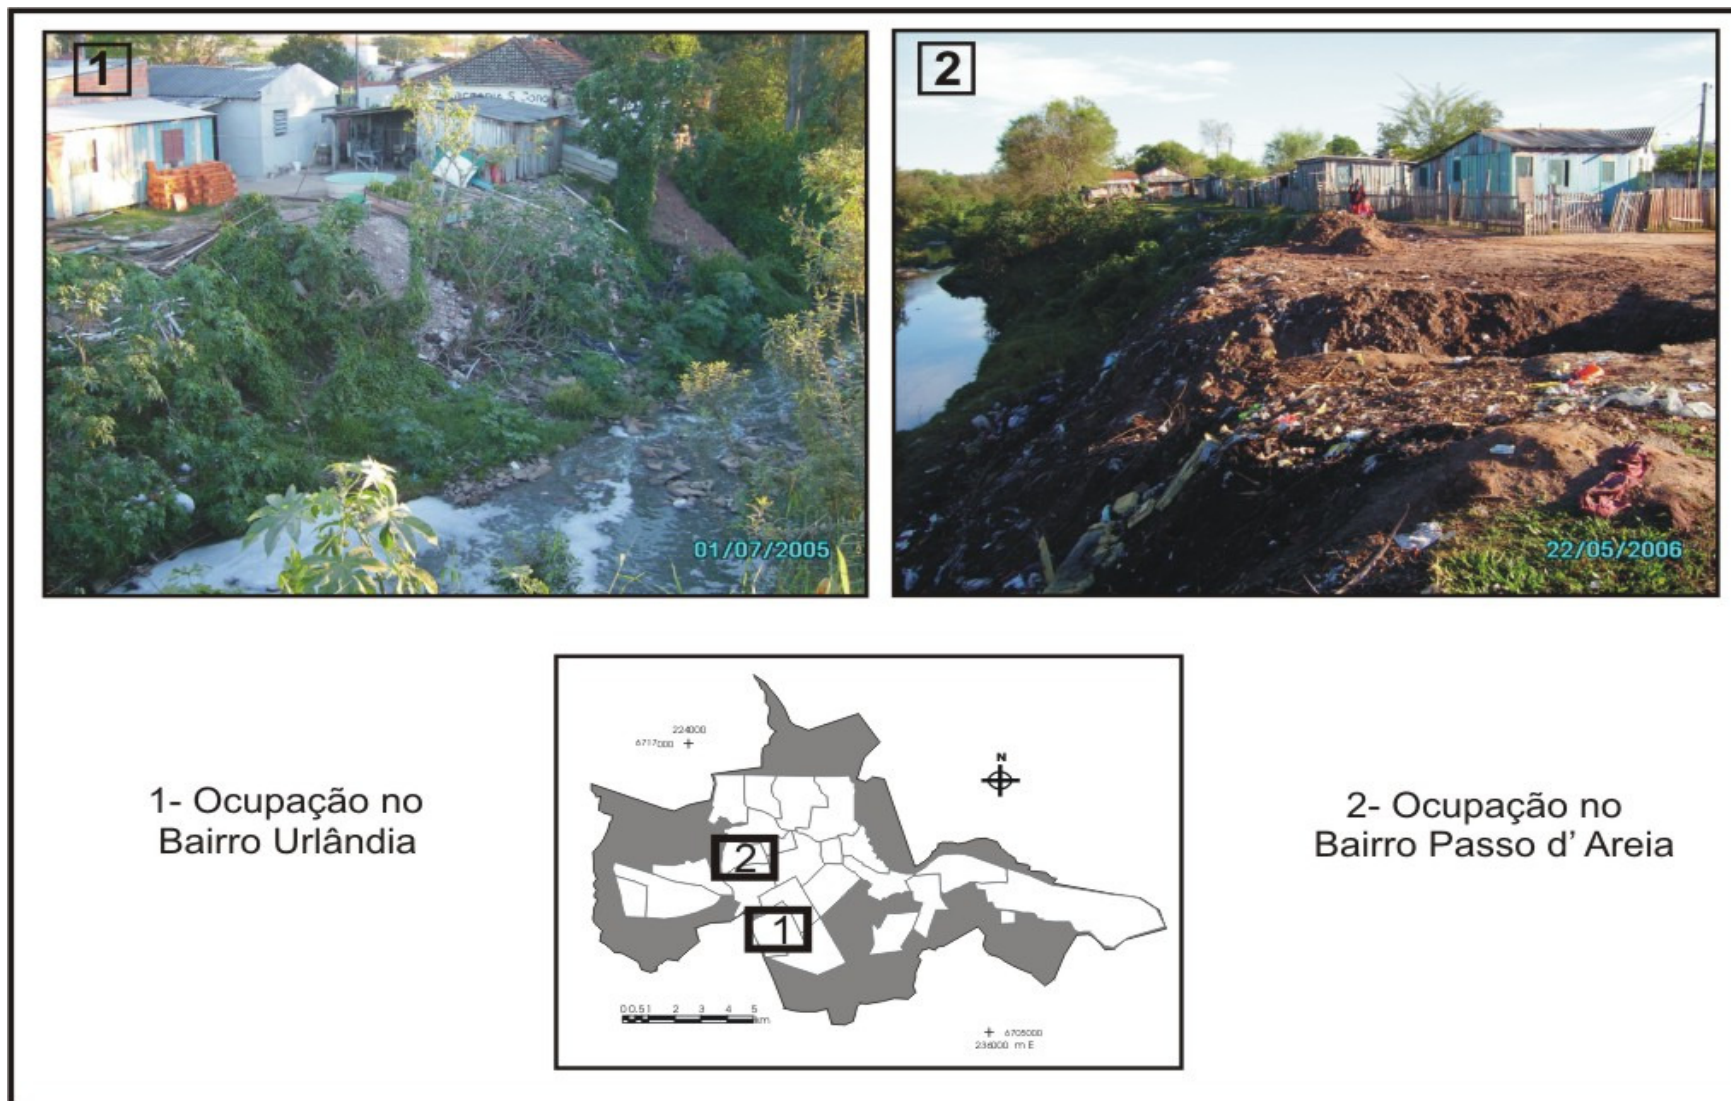 1
01/07/2005
2
22/05/2006
1- Ocupação no
Bairro Urlândia
224000
6717000
N
2
1
0 0.5 1 2 3 4 5
km
6705000
236000 m E
2- Ocupação no
Bairro Passo d' Areia